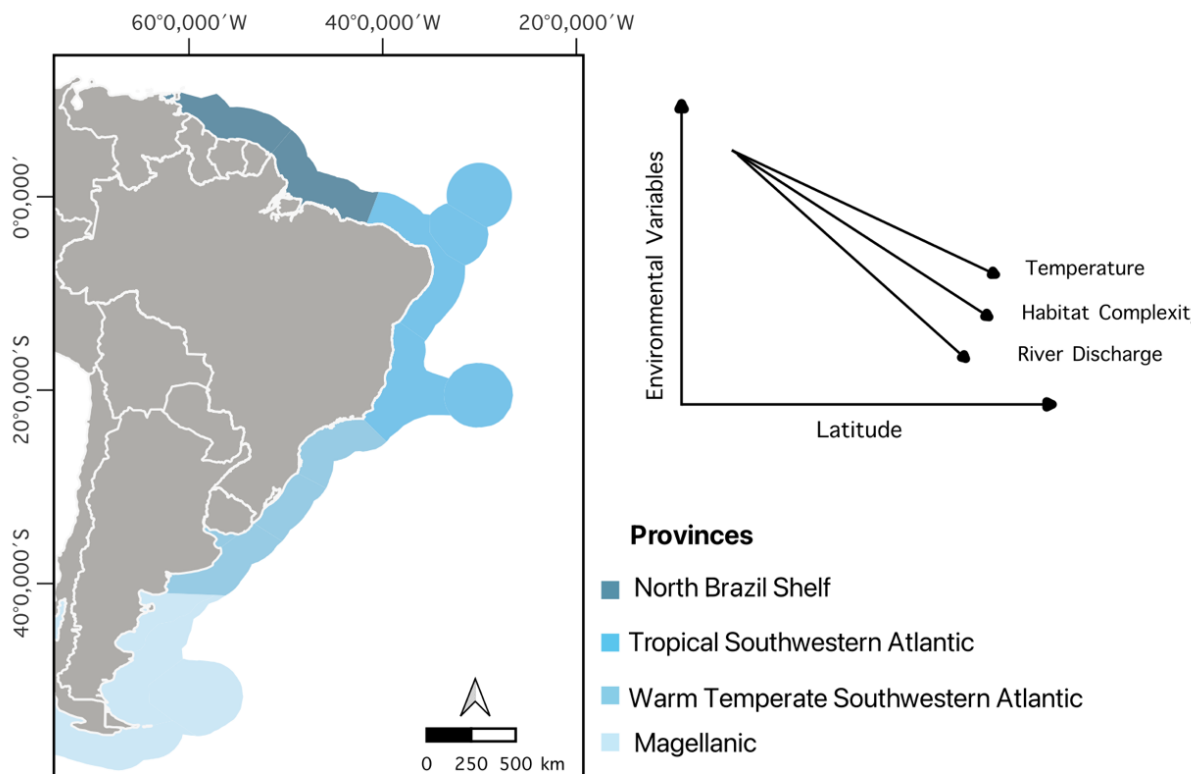 60°0,000′W 40°0,000′W 20°0,000′W
0°0,000′
20°0,000′S
40°0,000′S
0 250 500 km
Environmental Variables
Temperature
Habitat Complexit
River Discharge
Latitude
Provinces
North Brazil Shelf
Tropical Southwestern Atlantic
Warm Temperate Southwestern Atlantic
Magellanic